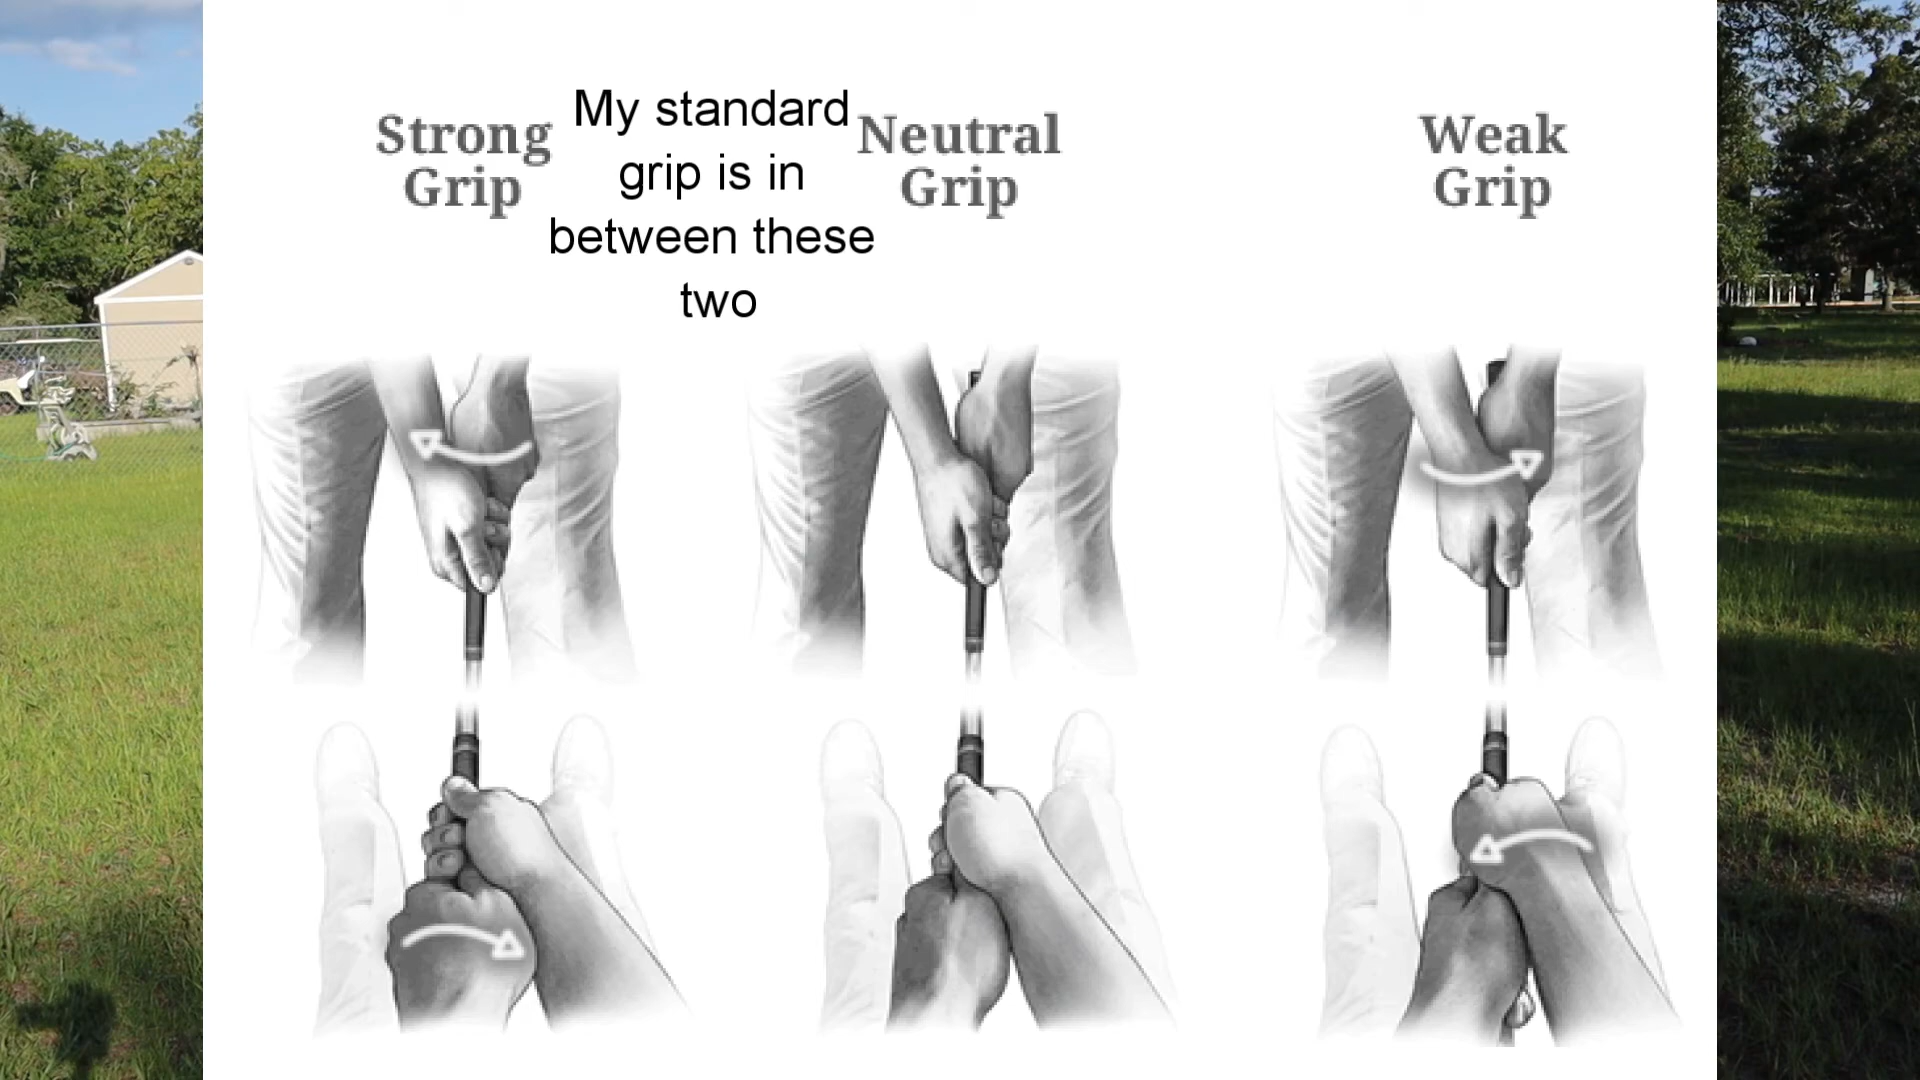 Strong
Grip
My standard
grip is in
between these
two
Neutral
Grip
Weak
Grip